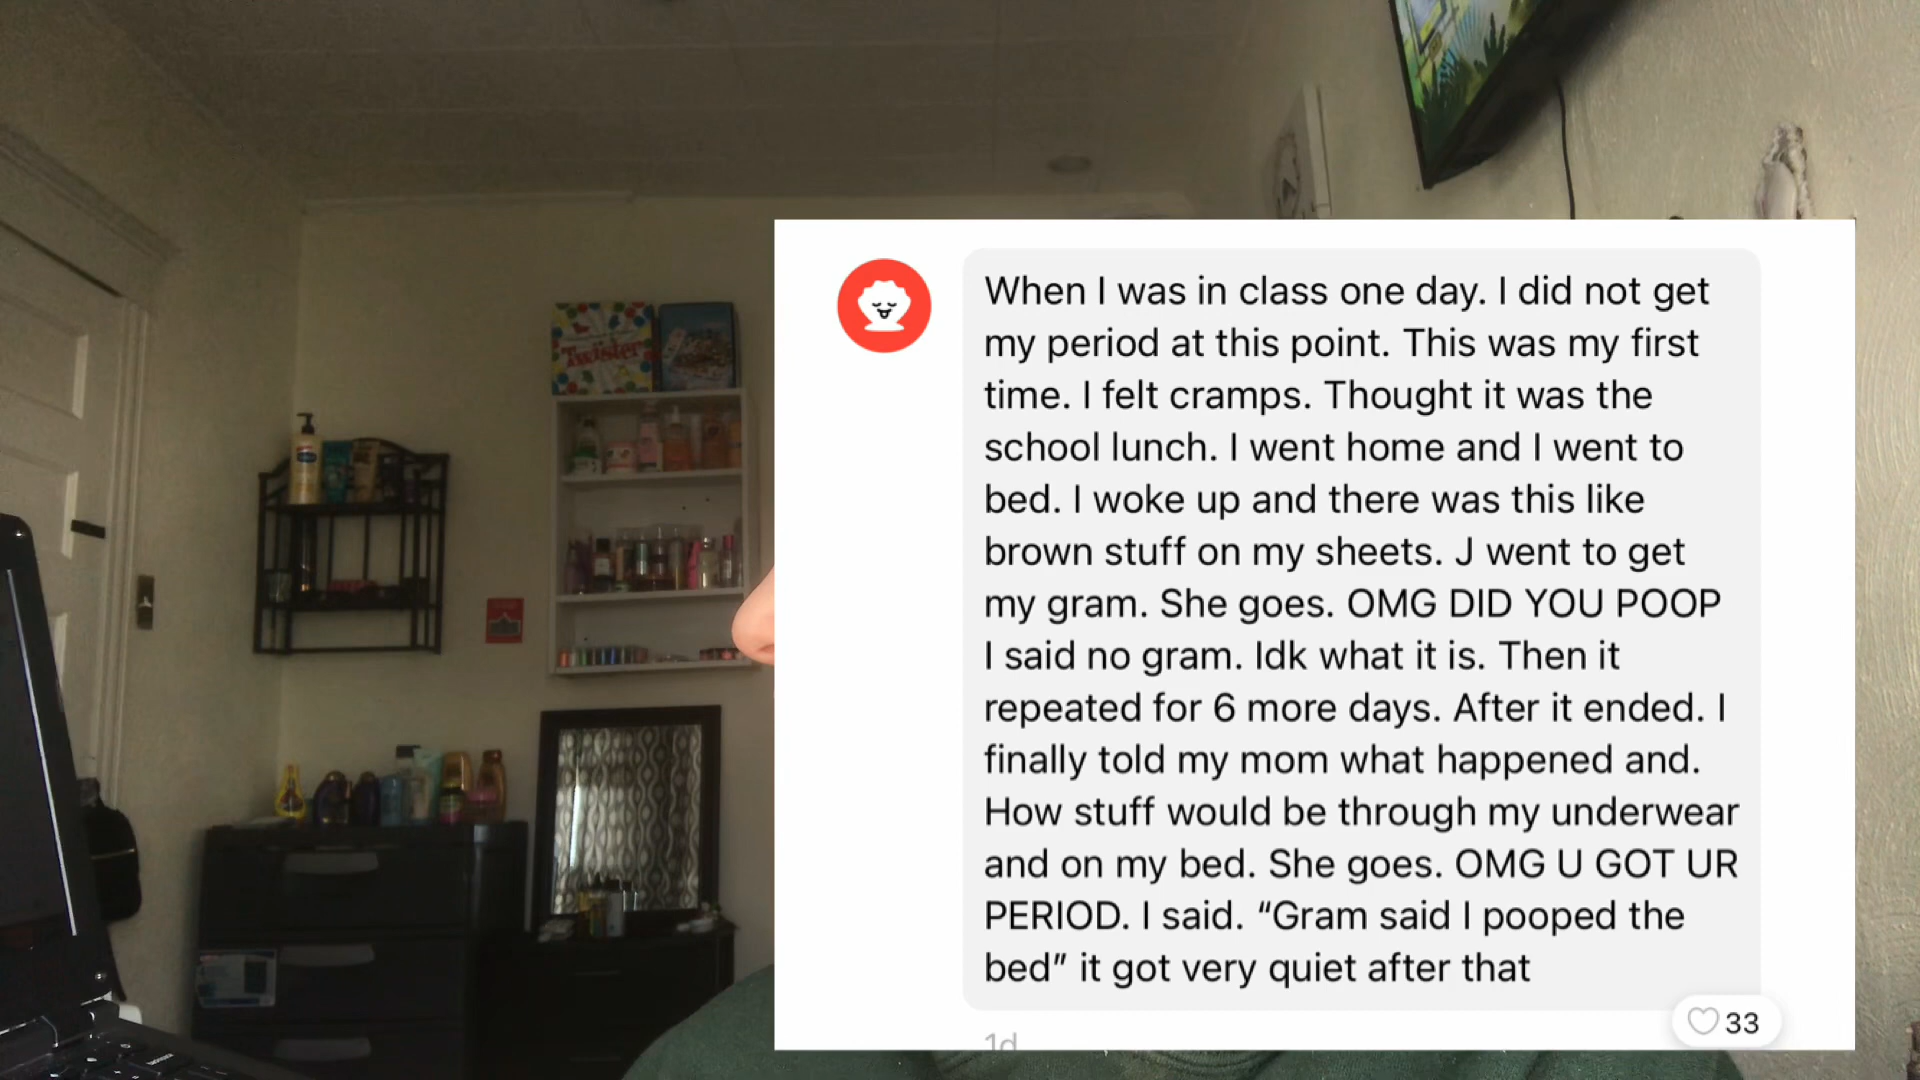 Twister
When I was in class one day. I did not get
my period at this point. This was my first
time. I felt cramps. Thought it was the
school lunch. I went home and I went to
bed. I woke up and there was this like
brown stuff on my sheets. J went to get
my gram. She goes. OMG DID YOU POOP
I said no gram. Idk what it is. Then it
repeated for 6 more days. After it ended. I
finally told my mom what happened and.
How stuff would be through my underwear
and on my bed. She goes. OMG U GOT UR
PERIOD. I said. “Gram said I pooped the
bed” it got very quiet after that
33
1d